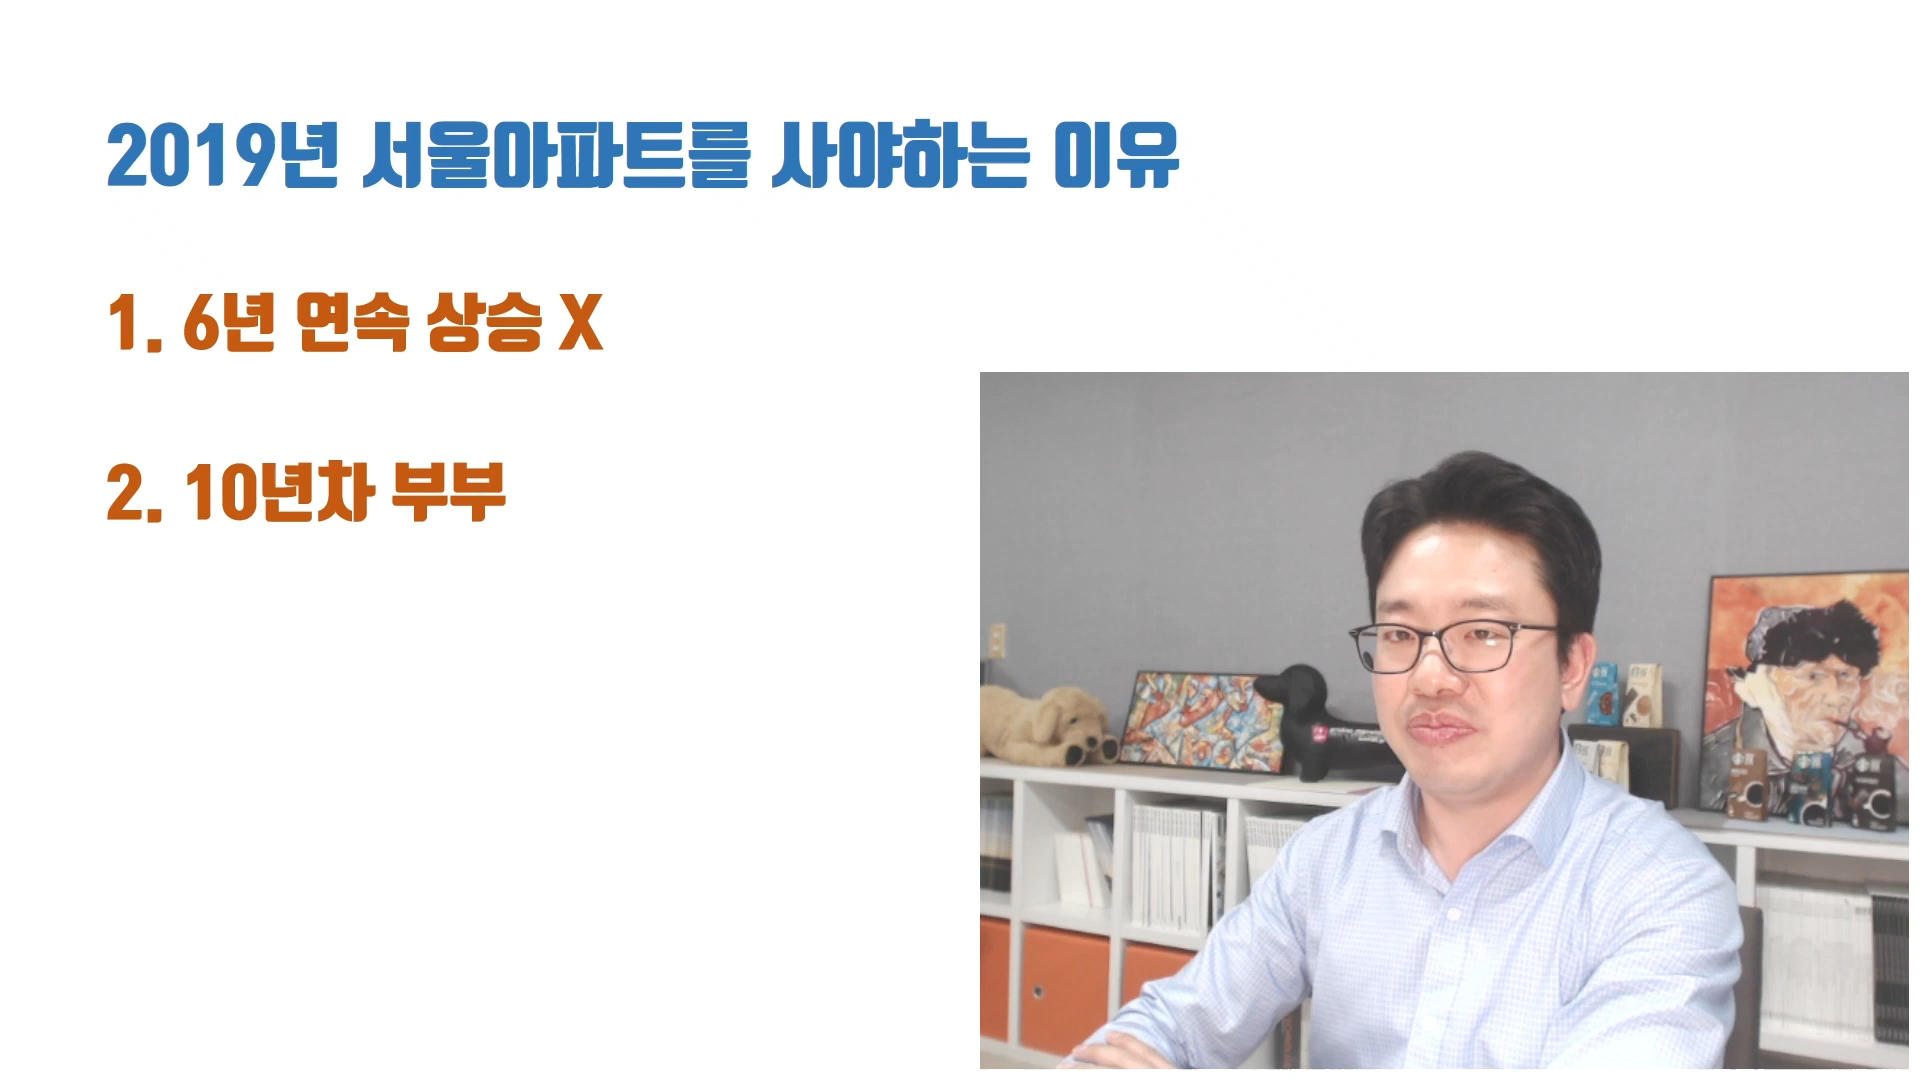 2019년 서울아파트를 사야하는 이유
1. 6년 연속 상승 X
2. 10년차 부부